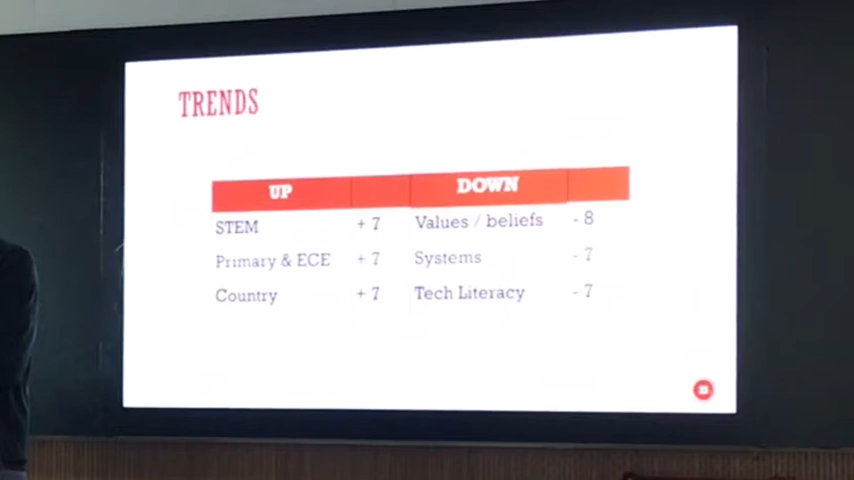 TRENDS
UP DOWN
STEM + 7 Values / beliefs - 8
Primary & ECE + 7 Systems - 7
Country + 7 Tech Literacy - 7